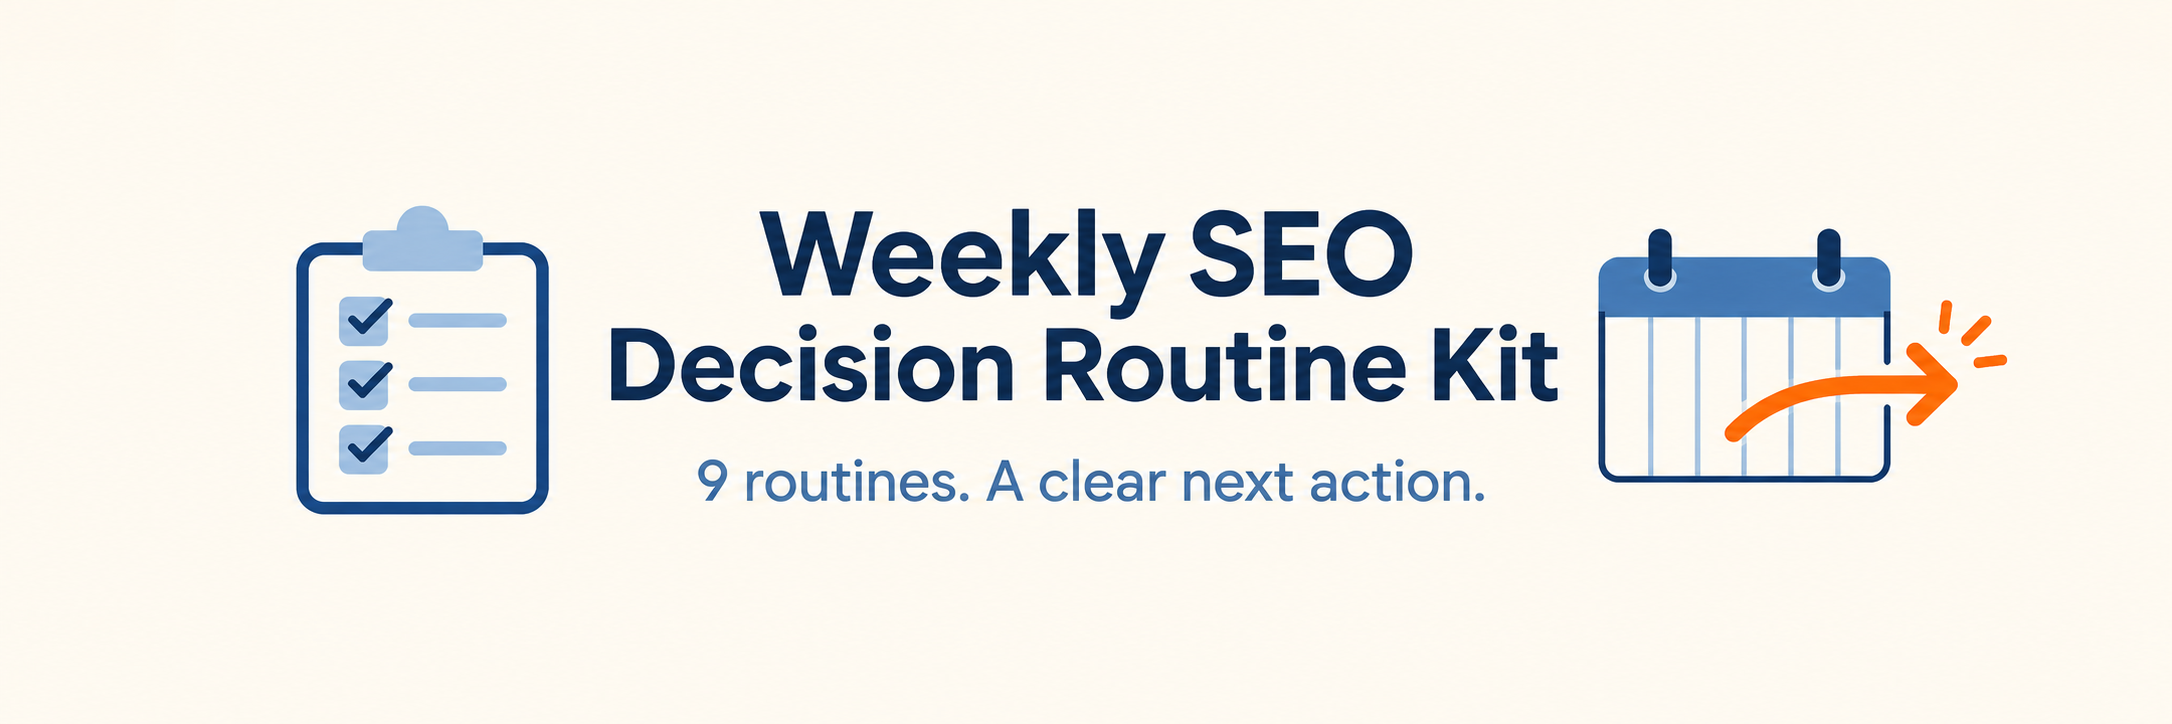 Weekly SEO
Decision Routine Kit
9 routines. A clear next action.